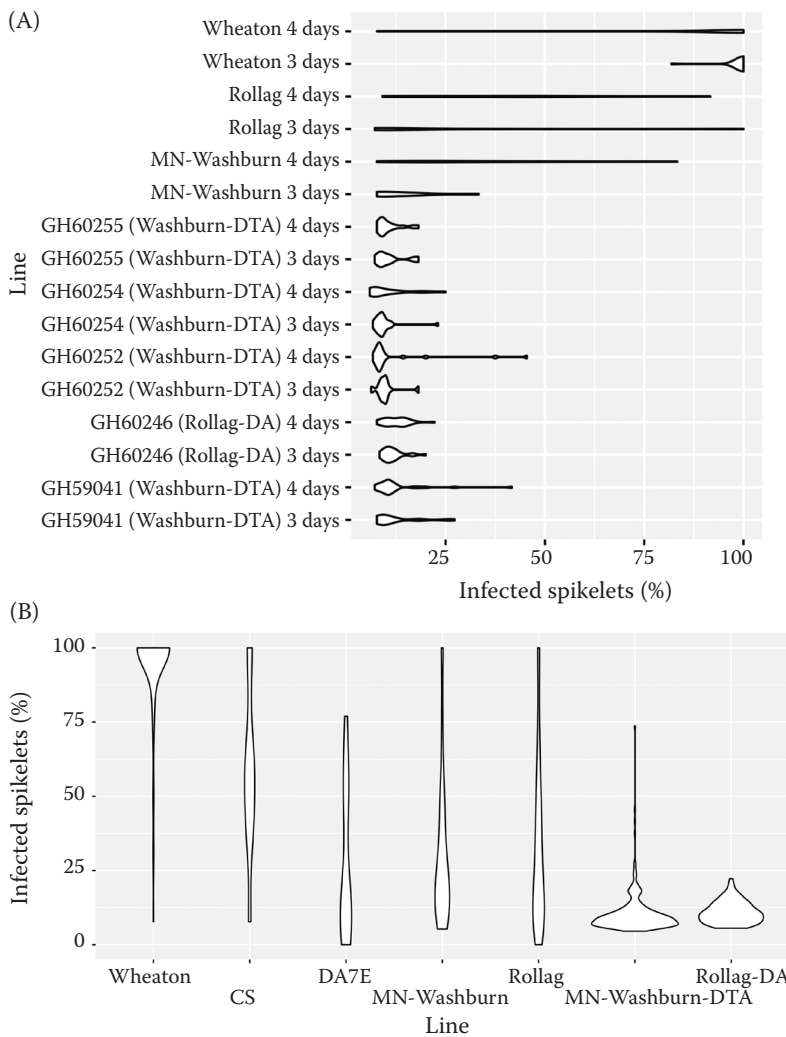 (A)
Wheaton 4 days
Wheaton 3 days
Rollag 4 days
Rollag 3 days
MN-Washburn 4 days
MN-Washburn 3 days
GH60255 (Washburn-DTA) 4 days
GH60255 (Washburn-DTA) 3 days
GH60254 (Washburn-DTA) 4 days
GH60254 (Washburn-DTA) 3 days
GH60252 (Washburn-DTA) 4 days
GH60252 (Washburn-DTA) 3 days
GH60246 (Rollag-DA) 4 days
GH60246 (Rollag-DA) 3 days
GH59041 (Washburn-DTA) 4 days
GH59041 (Washburn-DTA) 3 days
Line
25 50 75 100
Infected spikelets (%)
(B)
100
75
50
25
0
Infected spikelets (%)
Wheaton DA7E Rollag Rollag-DA
CS MN-Washburn MN-Washburn-DTA
Line